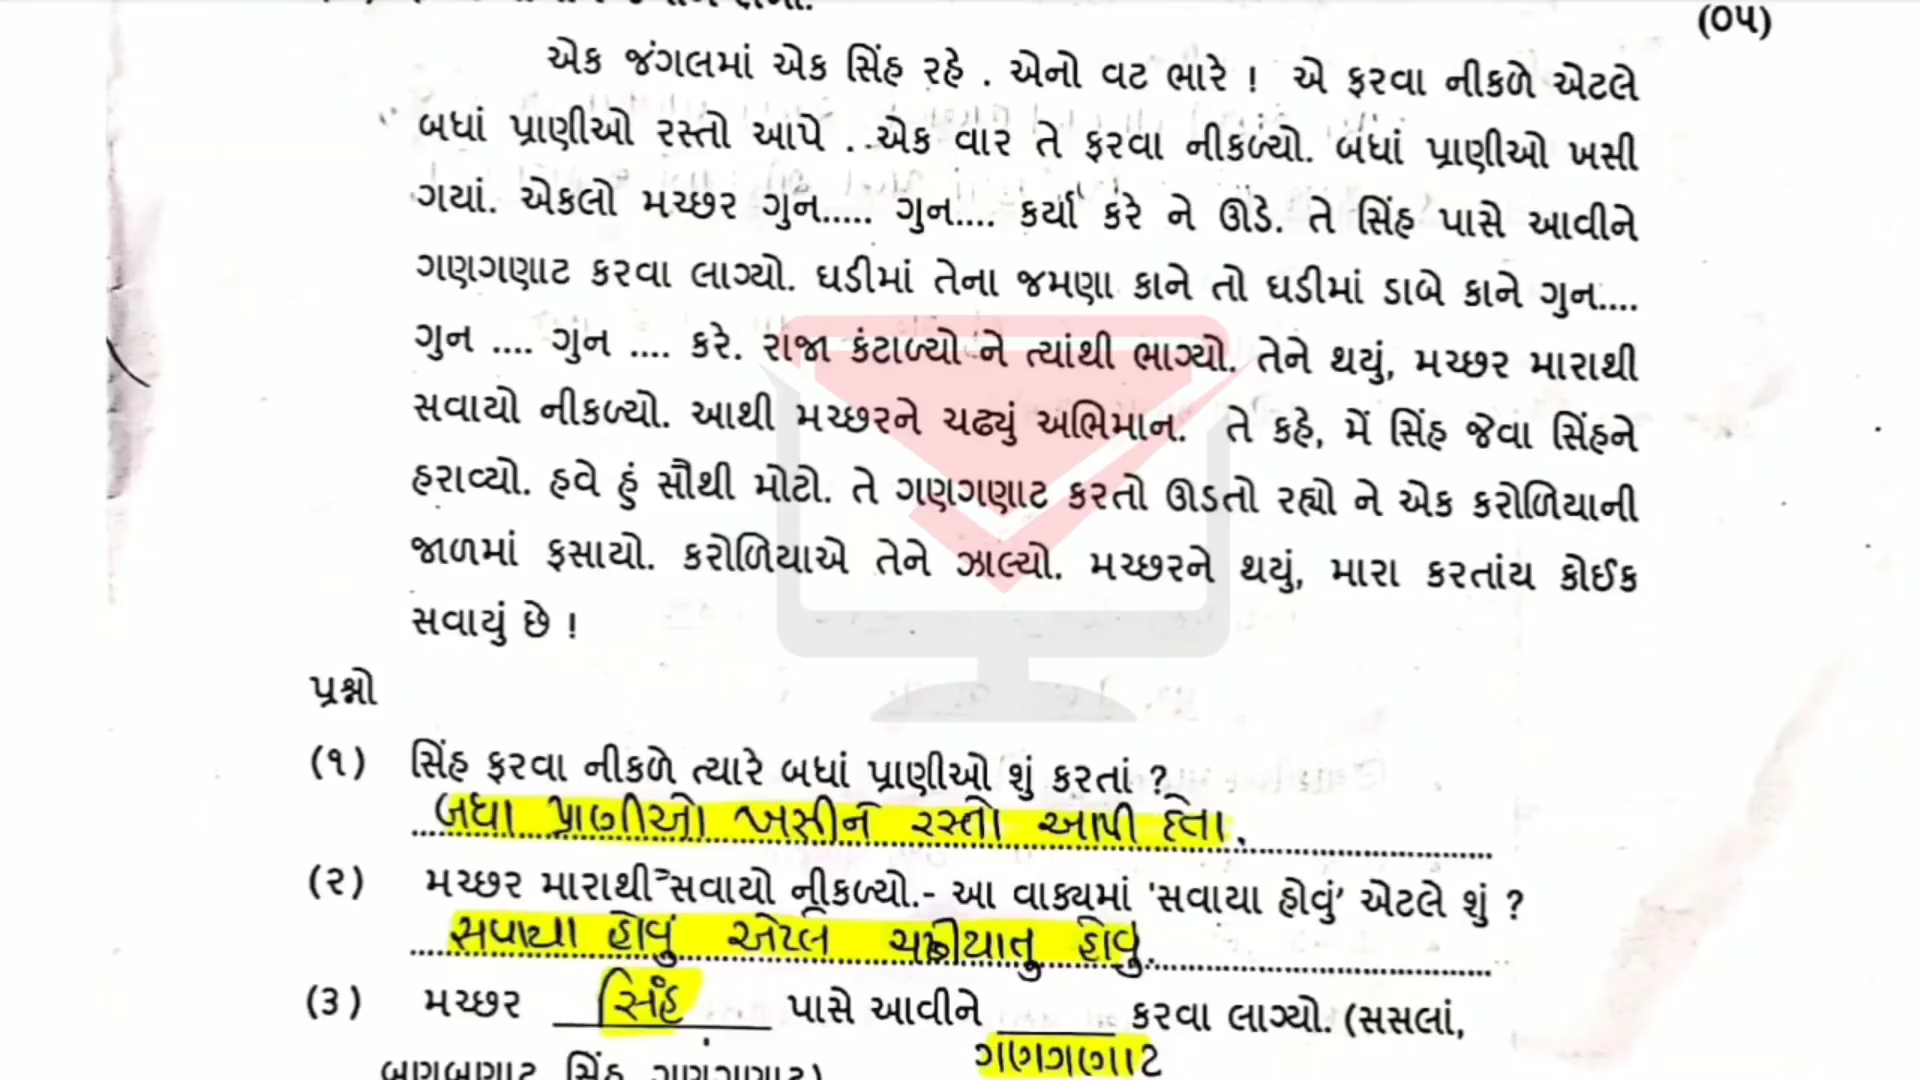 (૦૫)
એક જંગલમાં એક સિંહ રહે . એનો વટ ભારે ! એ ફરવા નીકળે એટલે
બધાં પ્રાણીઓ રસ્તો આપે . .એક વાર તે ફરવા નીકળ્યો. બધાં પ્રાણીઓ ખસી
ગયાં. એકલો મચ્છર ગુન..... ગુન.... કર્યા કરે ને ઊડે. તે સિંહ પાસે આવીને
ગણગણાટ કરવા લાગ્યો. ઘડીમાં તેના જમણા કાને તો ઘડીમાં ડાબે કાને ગુન....
ગુન .... ગુન .... કરે. રાજા કંટાળ્યો ને ત્યાંથી ભાગ્યો. તેને થયું, મચ્છર મારાથી
સવાયો નીકળ્યો. આથી મચ્છરને ચઢ્યું અભિમાન. તે કહે, મેં સિંહ જેવા સિંહને
હરાવ્યો. હવે હું સૌથી મોટો. તે ગણગણાટ કરતો ઊડતો રહ્યો ને એક કરોળિયાની
જાળમાં ફસાયો. કરોળિયાએ તેને ઝાલ્યો. મચ્છરને થયું, મારા કરતાંય કોઈક
સવાયું છે !
પ્રશ્નો
(૧) સિંહ ફરવા નીકળે ત્યારે બધાં પ્રાણીઓ શું કરતાં ?
બધા પ્રાણીઓ ખસીને રસ્તો આપી દેતા.
(૨) મચ્છર મારાથી સવાયો નીકળ્યો.- આ વાક્યમાં 'સવાયા હોવું' એટલે શું ?
સવાયા હોવું એટલે ચઢીયાતુ હોવું.
(૩) મચ્છર સિંહ પાસે આવીને ગણગણાટ કરવા લાગ્યો. (સસલાં,
બણબણાટ, સિંહ, ગણગણાટ)